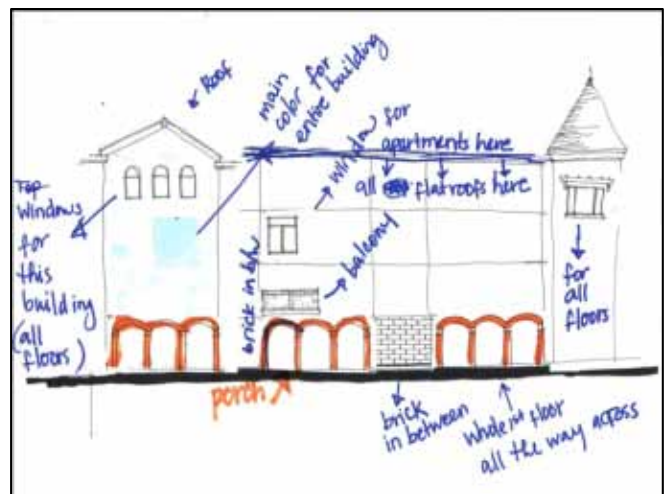 Roof
main
color for
entire building
window for
apartments here
all flat roofs here
Top
Windows
for
this
building
(all
floors)
brick in b/w
balcony
for
all
floors
porch
brick
in between
Whole 1st floor
all the way across